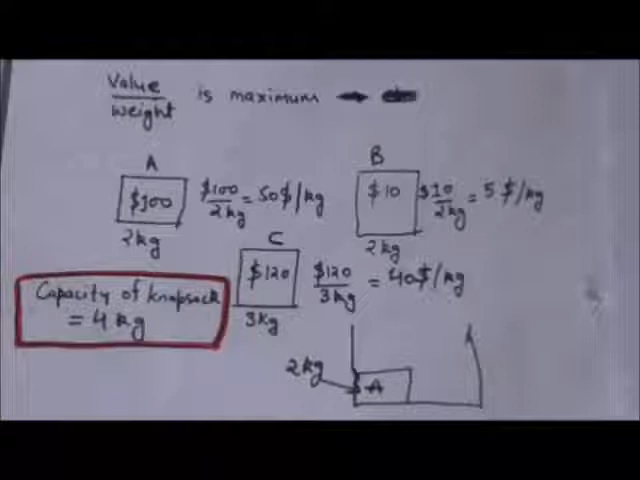 Value
weight
is maximum
A
$100
2kg
$100
2kg
= 50$/kg
B
$10
2kg
$10
2kg
= 5$/kg
C
$120
3kg
$120
3kg
= 40$/kg
Capacity of knapsack
= 4 kg
2kg
A